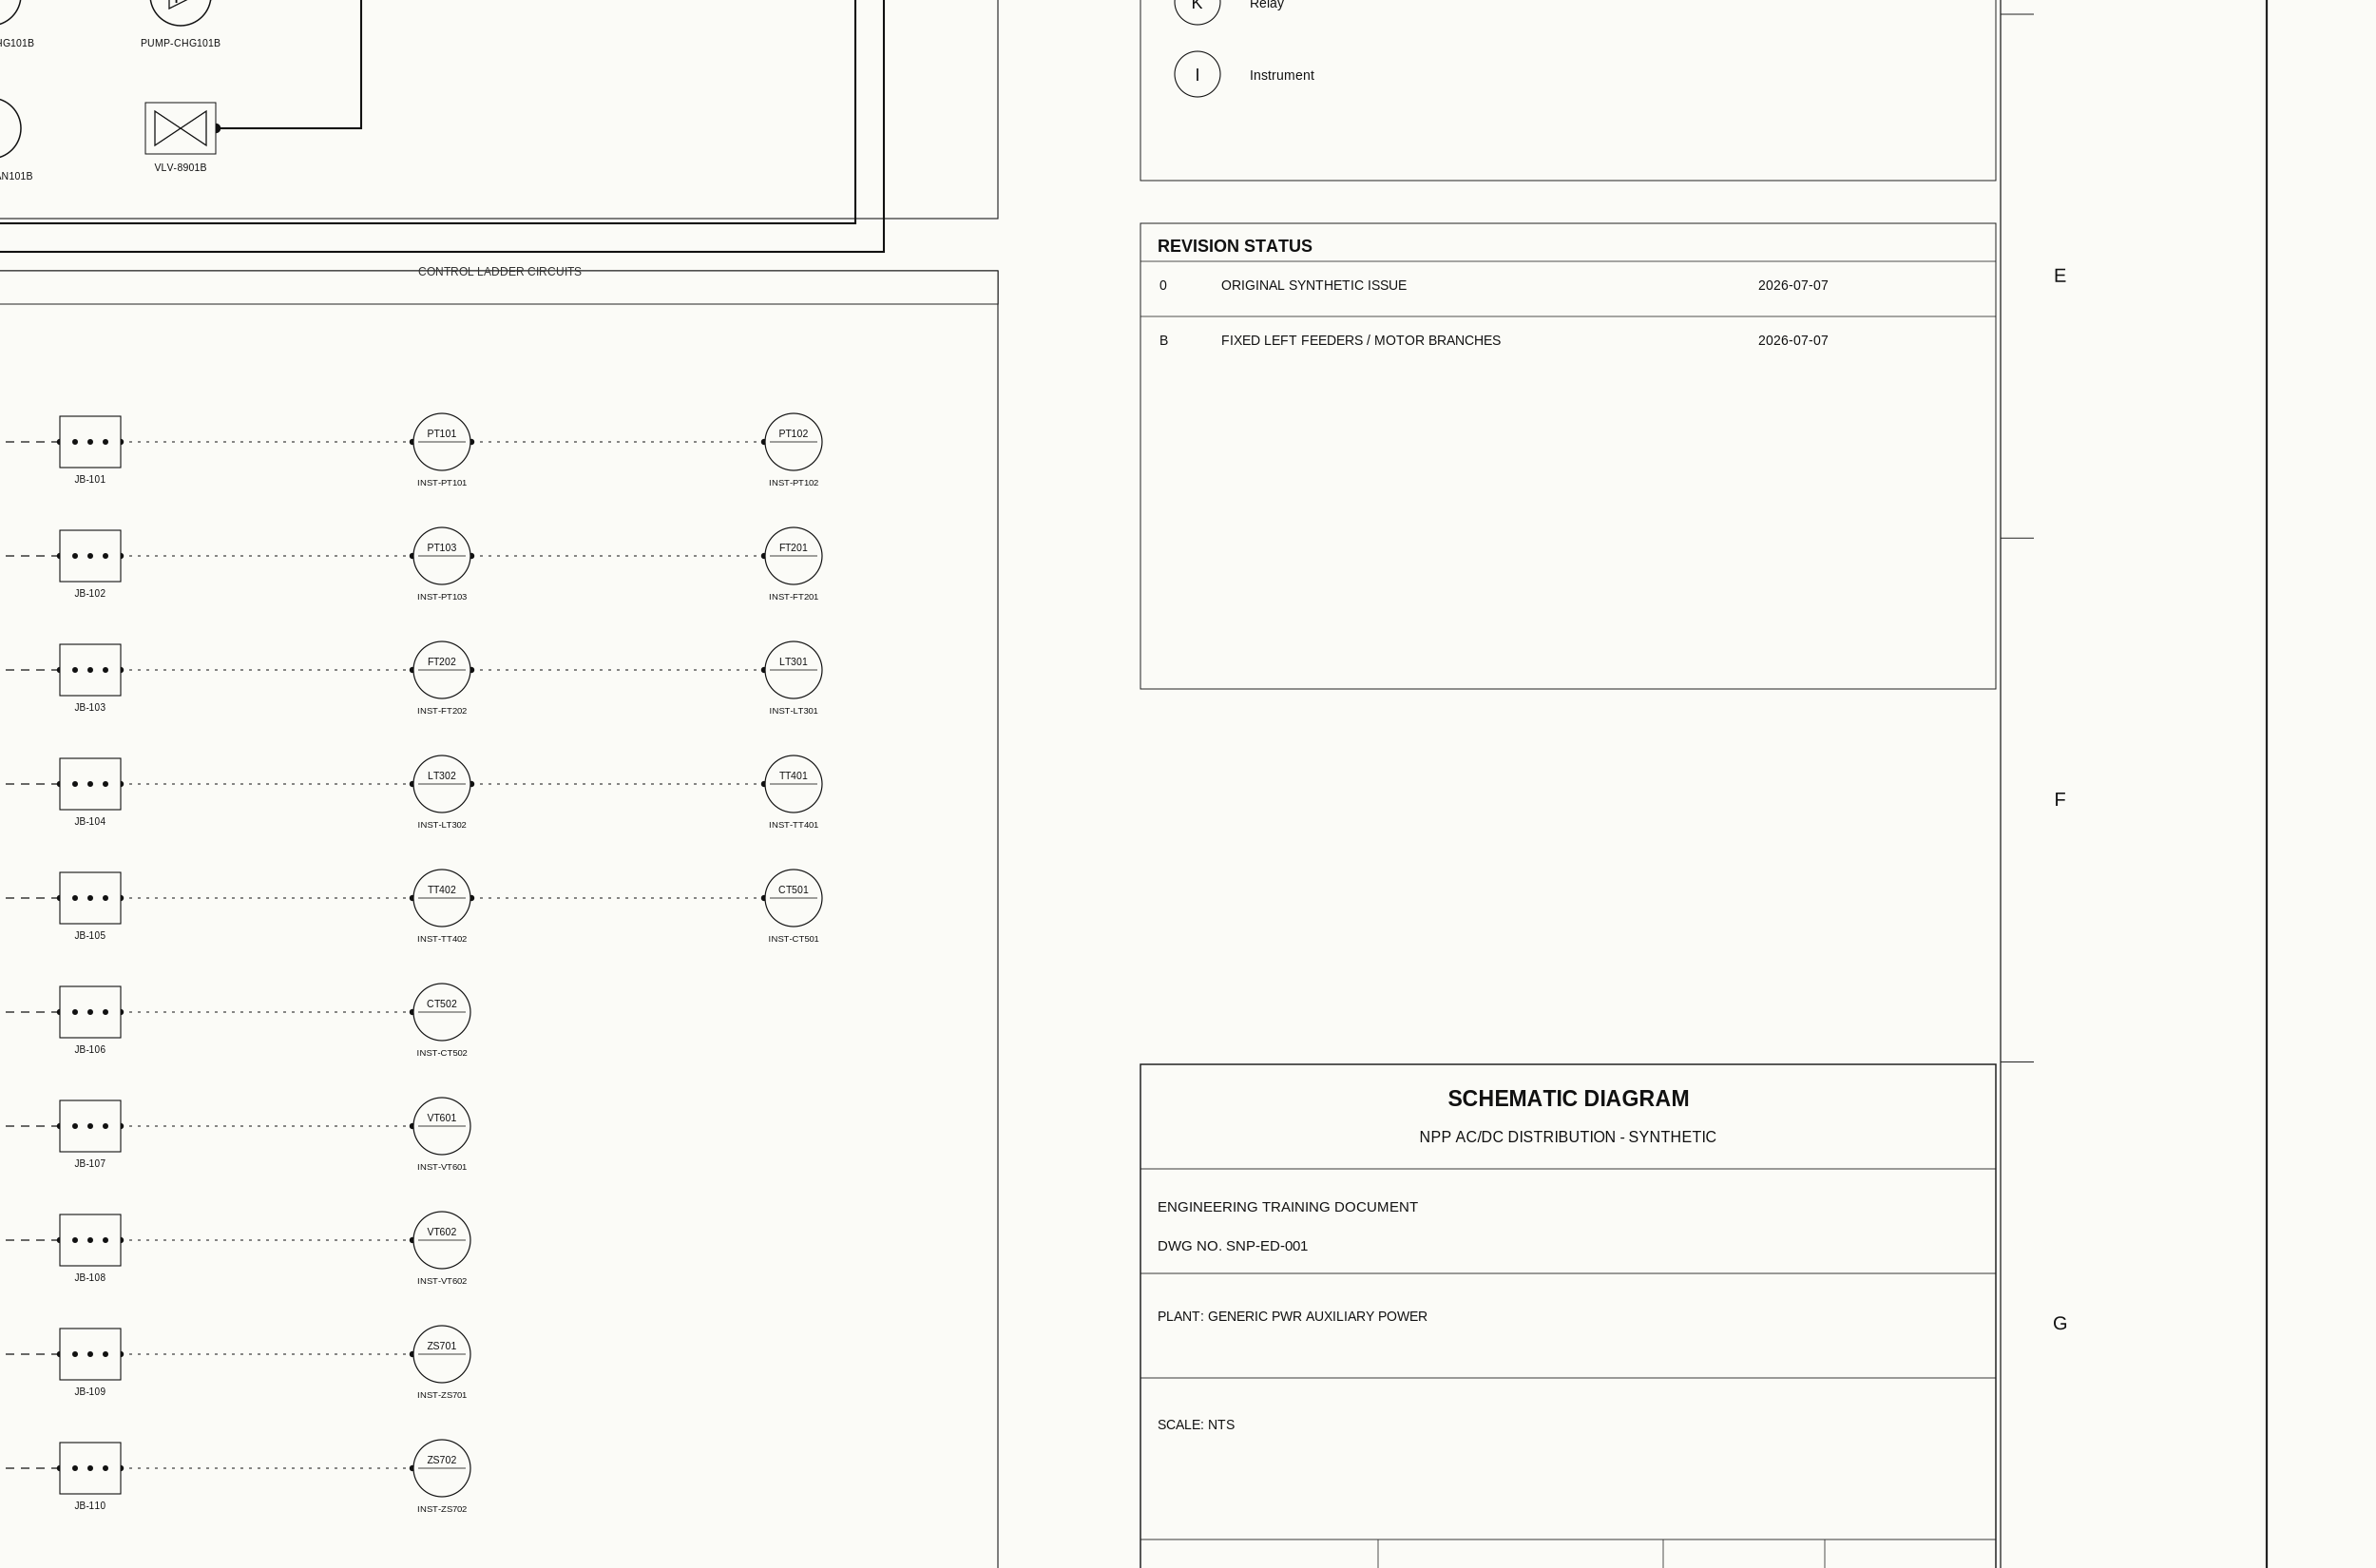 PUMP-CHG101B
VLV-8901B
CONTROL LADDER CIRCUITS
PT101
PT102
JB-101
INST-PT101
INST-PT102
PT103
FT201
JB-102
INST-PT103
INST-FT201
FT202
LT301
JB-103
INST-FT202
INST-LT301
LT302
TT401
JB-104
INST-LT302
INST-TT401
TT402
CT501
JB-105
INST-TT402
INST-CT501
CT502
JB-106
INST-CT502
VT601
JB-107
INST-VT601
VT602
JB-108
INST-VT602
ZS701
JB-109
INST-ZS701
ZS702
JB-110
INST-ZS702
K Relay
I Instrument
REVISION STATUS
0 ORIGINAL SYNTHETIC ISSUE 2026-07-07
B FIXED LEFT FEEDERS / MOTOR BRANCHES 2026-07-07
SCHEMATIC DIAGRAM
NPP AC/DC DISTRIBUTION - SYNTHETIC
ENGINEERING TRAINING DOCUMENT
DWG NO. SNP-ED-001
PLANT: GENERIC PWR AUXILIARY POWER
SCALE: NTS
E
F
G